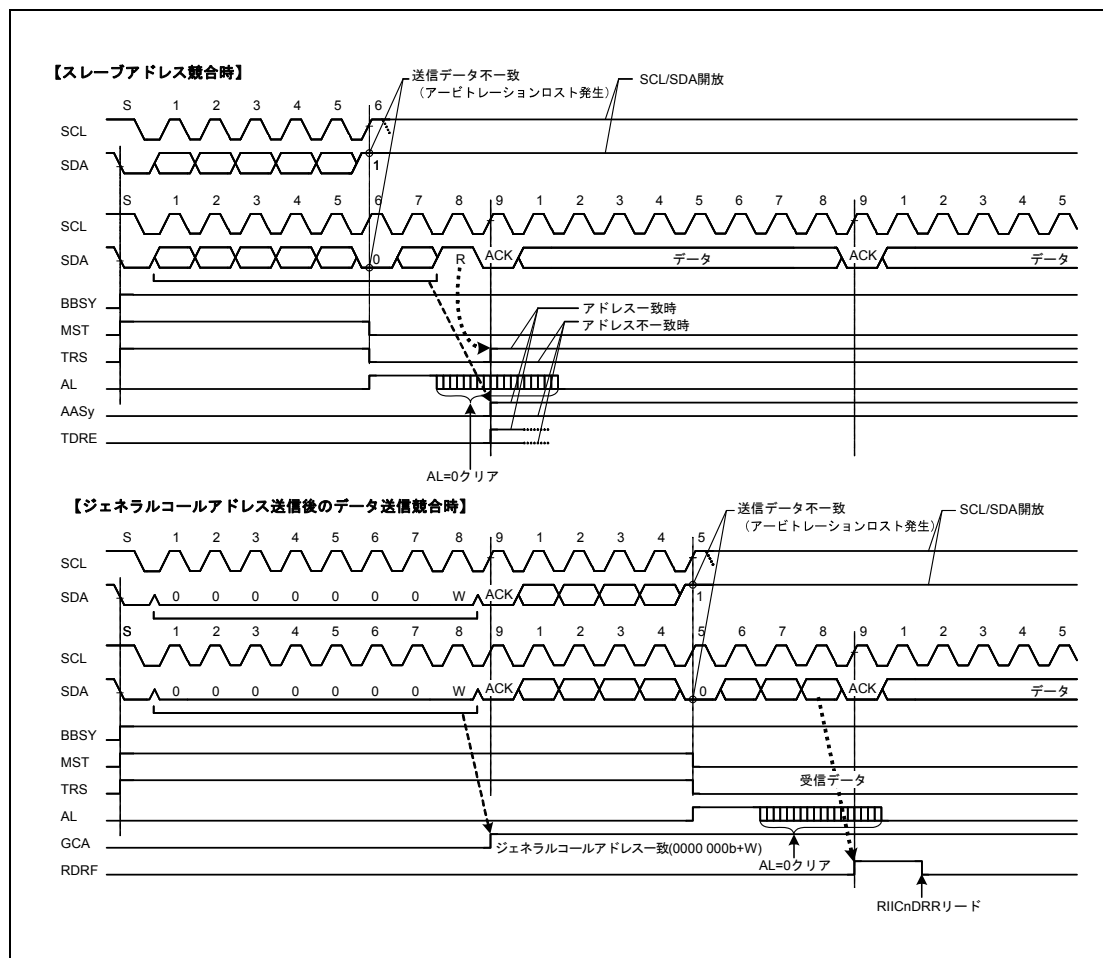 【スレーブアドレス競合時】
送信データ不一致
（アービトレーションロスト発生）
SCL/SDA開放
S 1 2 3 4 5 6
SCL
SDA
1
S 1 2 3 4 5 6 7 8 9 1 2 3 4 5 6 7 8 9 1 2 3 4 5
SCL
SDA
0 R ACK データ ACK データ
BBSY
アドレス一致時
MST
アドレス不一致時
TRS
AL
AASy
TDRE
AL=0クリア
【ジェネラルコールアドレス送信後のデータ送信競合時】
送信データ不一致
（アービトレーションロスト発生）
SCL/SDA開放
S 1 2 3 4 5 6 7 8 9 1 2 3 4 5
SCL
SDA
0 0 0 0 0 0 0 W ACK 1
S 1 2 3 4 5 6 7 8 9 1 2 3 4 5 6 7 8 9 1 2 3 4 5
SCL
SDA
0 0 0 0 0 0 0 W ACK 0 ACK データ
BBSY
MST
TRS
受信データ
AL
GCA
ジェネラルコールアドレス一致(0000 000b+W)
AL=0クリア
RDRF
RIICnDRRリード